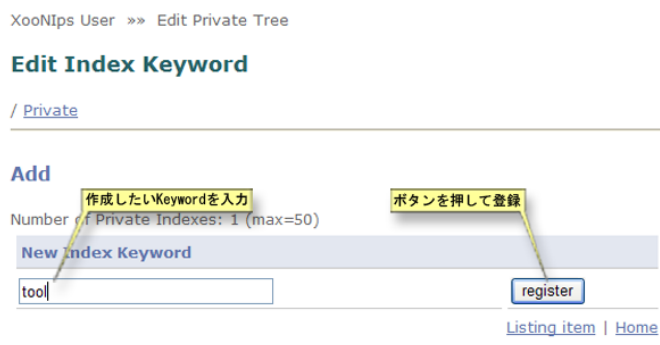 XooNIps User »» Edit Private Tree
Edit Index Keyword
/ Private
Add
作成したいKeywordを入力
ボタンを押して登録
Number of Private Indexes: 1 (max=50)
New Index Keyword
tool
register
Listing item | Home